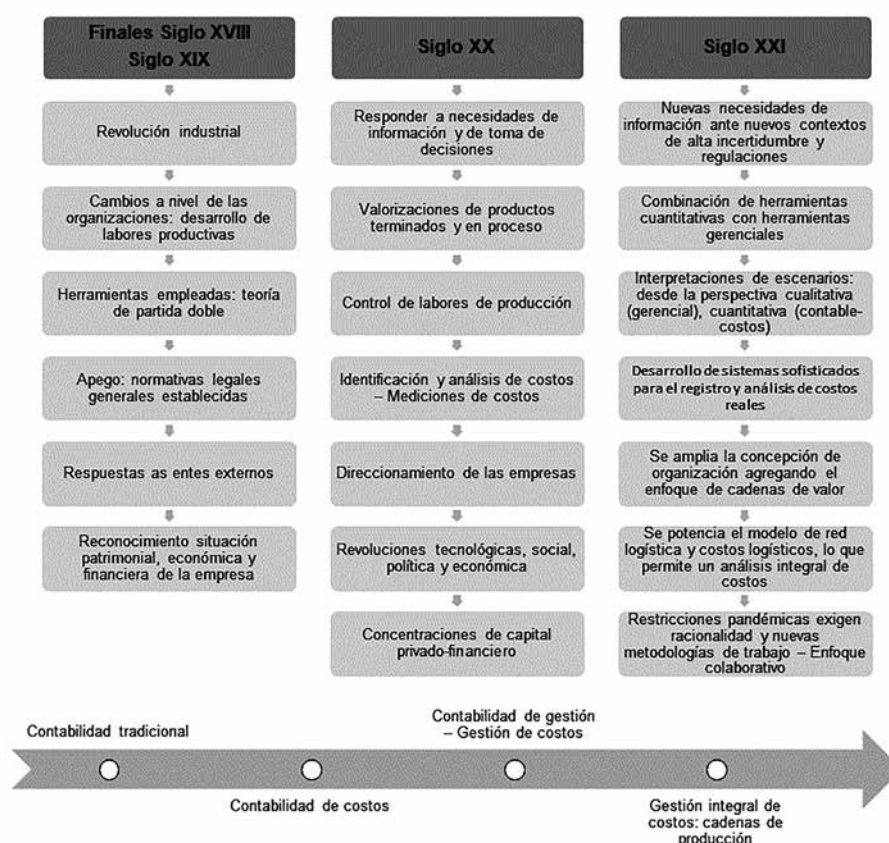 Finales Siglo XVIII
Siglo XIX
Revolución industrial
Cambios a nivel de las
organizaciones: desarrollo de
labores productivas
Herramientas empleadas: teoría
de partida doble
Apego: normativas legales
generales establecidas
Respuestas as entes externos
Reconocimiento situación
patrimonial, económica y
financiera de la empresa
Siglo XX
Responder a necesidades de
información y de toma de
decisiones
Valorizaciones de productos
terminados y en proceso
Control de labores de producción
Identificación y análisis de costos
– Mediciones de costos
Direccionamiento de las empresas
Revoluciones tecnológicas, social,
política y económica
Concentraciones de capital
privado-financiero
Siglo XXI
Nuevas necesidades de
información ante nuevos contextos
de alta incertidumbre y
regulaciones
Combinación de herramientas
cuantitativas con herramientas
gerenciales
Interpretaciones de escenarios:
desde la perspectiva cualitativa
(gerencial), cuantitativa (contable-
costos)
Desarrollo de sistemas sofisticados
para el registro y análisis de costos
reales
Se amplia la concepción de
organización agregando el
enfoque de cadenas de valor
Se potencia el modelo de red
logística y costos logísticos, lo que
permite un análisis integral de
costos
Restricciones pandémicas exigen
racionalidad y nuevas
metodologías de trabajo – Enfoque
colaborativo
Contabilidad tradicional
Contabilidad de costos
Contabilidad de gestión
– Gestión de costos
Gestión integral de
costos: cadenas de
producción